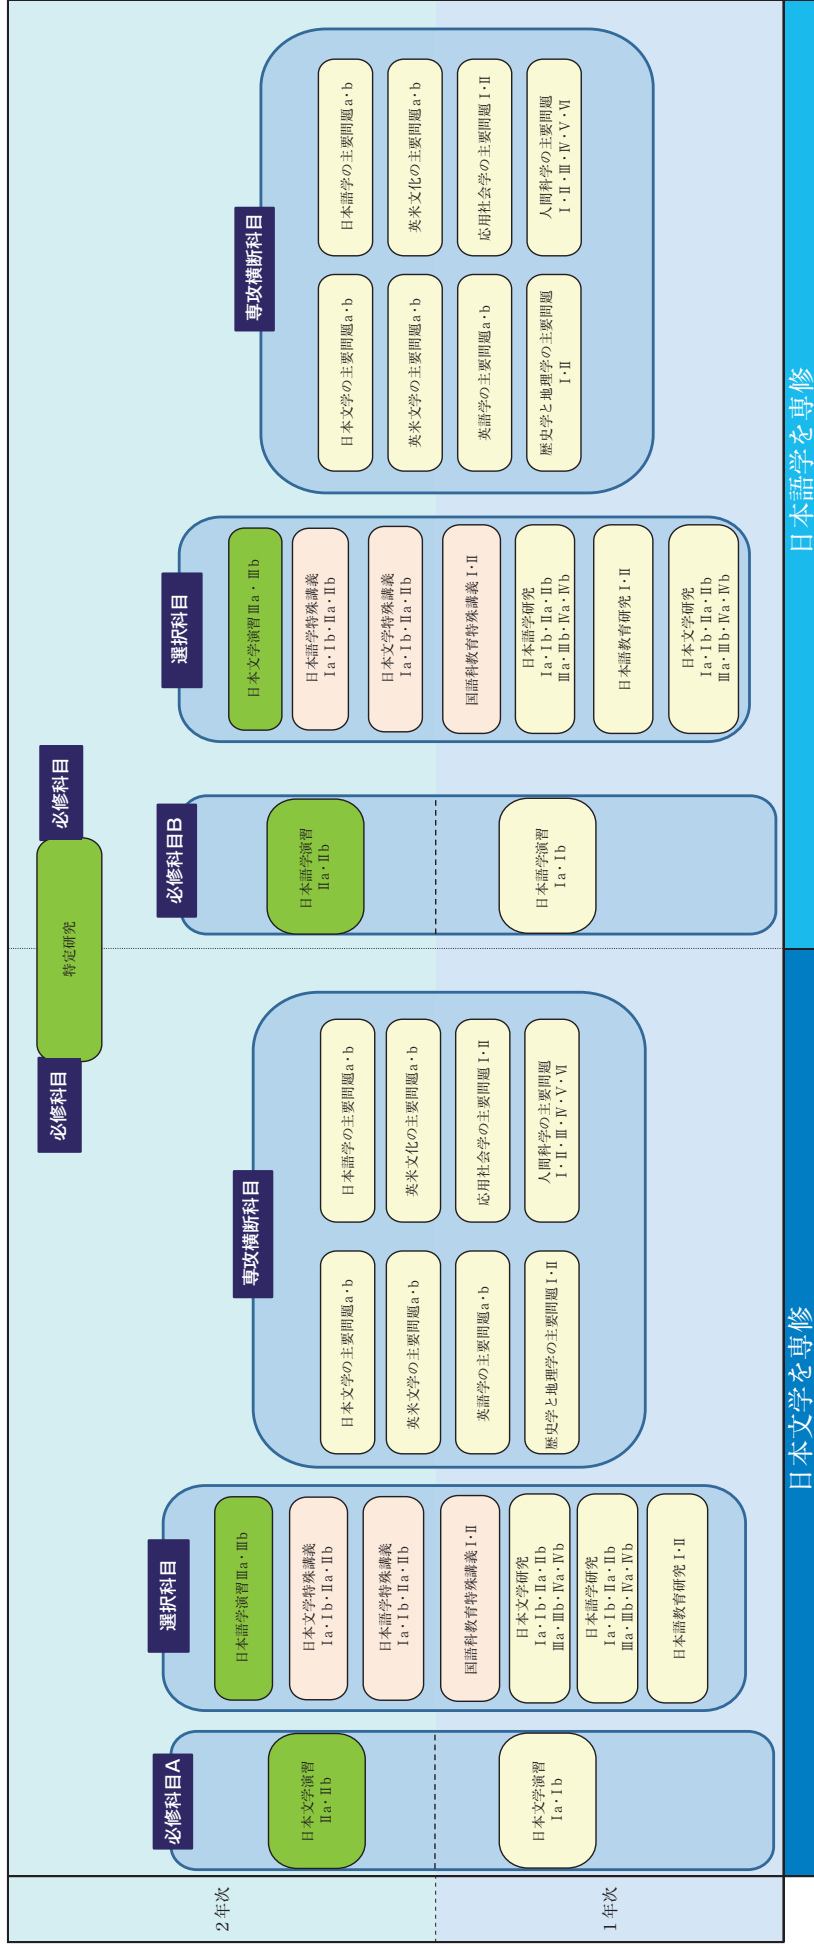 2年次
1年次
必修科目A
日本文学演習
Ⅱa・Ⅱb
日本文学演習
Ⅰa・Ⅰb
選択科目
日本語学演習Ⅲa・Ⅲb
日本文学特殊講義
Ⅰa・Ⅰb・Ⅱa・Ⅱb
日本語学特殊講義
Ⅰa・Ⅰb・Ⅱa・Ⅱb
国語科教育特殊講義Ⅰ・Ⅱ
日本文学研究
Ⅰa・Ⅰb・Ⅱa・Ⅱb
Ⅲa・Ⅲb・Ⅳa・Ⅳb
日本語学研究
Ⅰa・Ⅰb・Ⅱa・Ⅱb
Ⅲa・Ⅲb・Ⅳa・Ⅳb
日本語教育研究Ⅰ・Ⅱ
専攻横断科目
日本文学の主要問題a・b
日本語学の主要問題a・b
英米文学の主要問題a・b
英米文化の主要問題a・b
英語学の主要問題a・b
応用社会学の主要問題Ⅰ・Ⅱ
歴史学と地理学の主要問題Ⅰ・Ⅱ
人間科学の主要問題
Ⅰ・Ⅱ・Ⅲ・Ⅳ・Ⅴ・Ⅵ
必修科目
特定研究
必修科目
必修科目B
日本語学演習
Ⅱa・Ⅱb
日本語学演習
Ⅰa・Ⅰb
選択科目
日本文学演習Ⅲa・Ⅲb
日本語学特殊講義
Ⅰa・Ⅰb・Ⅱa・Ⅱb
日本文学特殊講義
Ⅰa・Ⅰb・Ⅱa・Ⅱb
国語科教育特殊講義Ⅰ・Ⅱ
日本語学研究
Ⅰa・Ⅰb・Ⅱa・Ⅱb
Ⅲa・Ⅲb・Ⅳa・Ⅳb
日本語教育研究Ⅰ・Ⅱ
日本文学研究
Ⅰa・Ⅰb・Ⅱa・Ⅱb
Ⅲa・Ⅲb・Ⅳa・Ⅳb
専攻横断科目
日本文学の主要問題a・b
日本語学の主要問題a・b
英米文学の主要問題a・b
英米文化の主要問題a・b
英語学の主要問題a・b
応用社会学の主要問題Ⅰ・Ⅱ
歴史学と地理学の主要問題
Ⅰ・Ⅱ
人間科学の主要問題
Ⅰ・Ⅱ・Ⅲ・Ⅳ・Ⅴ・Ⅵ
日本文学を専修
日本語学を専修